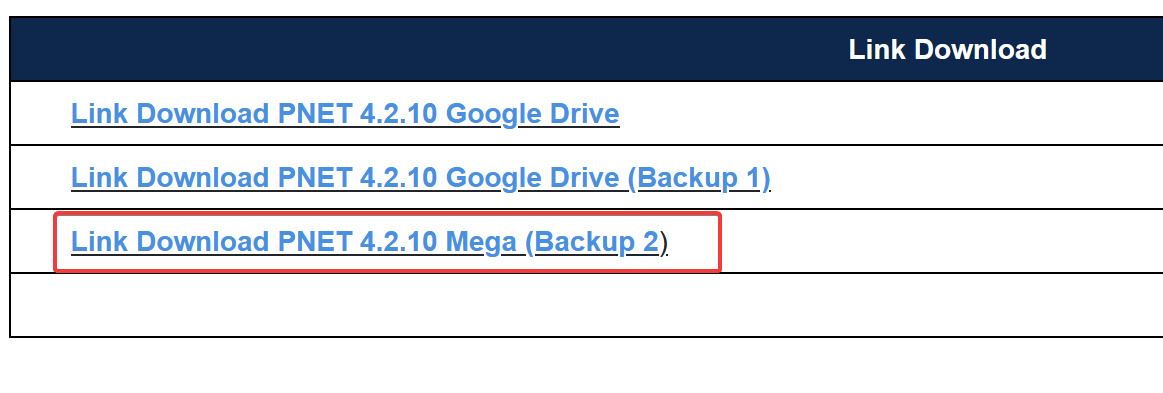 Link Download
Link Download PNET 4.2.10 Google Drive
Link Download PNET 4.2.10 Google Drive (Backup 1)
Link Download PNET 4.2.10 Mega (Backup 2)